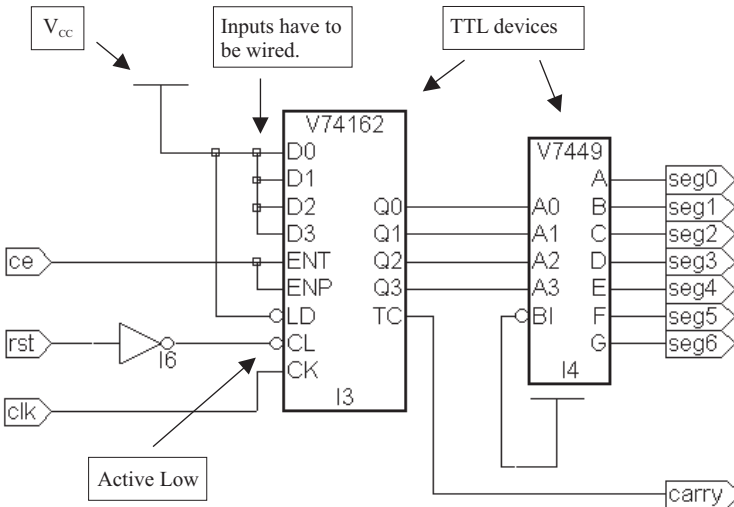 V_CC
Inputs have to
be wired.
TTL devices
V74162
D0
D1
D2
D3
ENT
ENP
LD
CL
CK
Q0
Q1
Q2
Q3
TC
I3
V7449
A0
A1
A2
A3
BI
A
B
C
D
E
F
G
I4
seg0
seg1
seg2
seg3
seg4
seg5
seg6
ce
rst
I6
clk
Active Low
carry